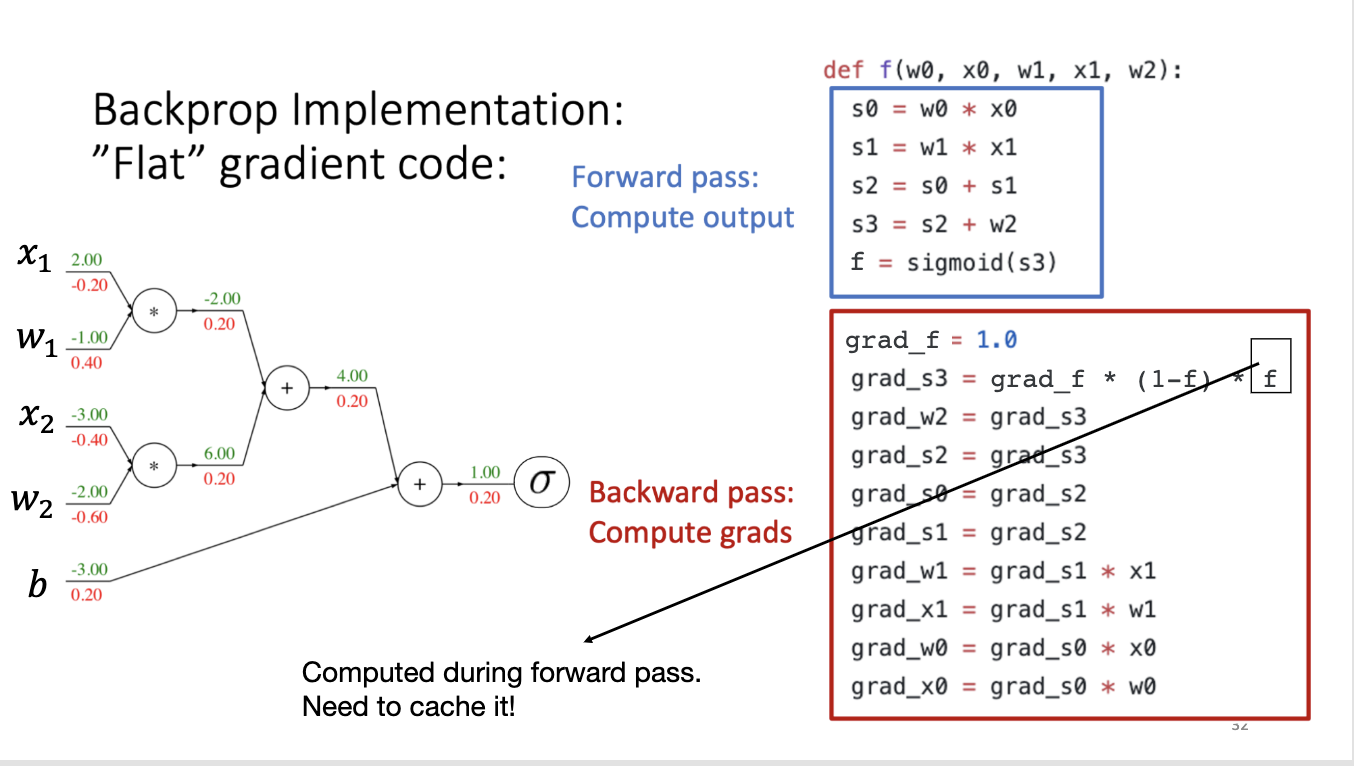 Backprop Implementation:
”Flat” gradient code:
Forward pass:
Compute output
def f(w0, x0, w1, x1, w2):
s0 = w0 * x0
s1 = w1 * x1
s2 = s0 + s1
s3 = s2 + w2
f = sigmoid(s3)
x₁ 2.00
-0.20
*
-2.00
0.20
w₁ -1.00
0.40
+
4.00
0.20
x₂ -3.00
-0.40
*
6.00
0.20
w₂ -2.00
-0.60
+
1.00
0.20
σ
b -3.00
0.20
Backward pass:
Compute grads
grad_f = 1.0
grad_s3 = grad_f * (1-f) * f
grad_w2 = grad_s3
grad_s2 = grad_s3
grad_s0 = grad_s2
grad_s1 = grad_s2
grad_w1 = grad_s1 * x1
grad_x1 = grad_s1 * w1
grad_w0 = grad_s0 * x0
grad_x0 = grad_s0 * w0
Computed during forward pass.
Need to cache it!
32